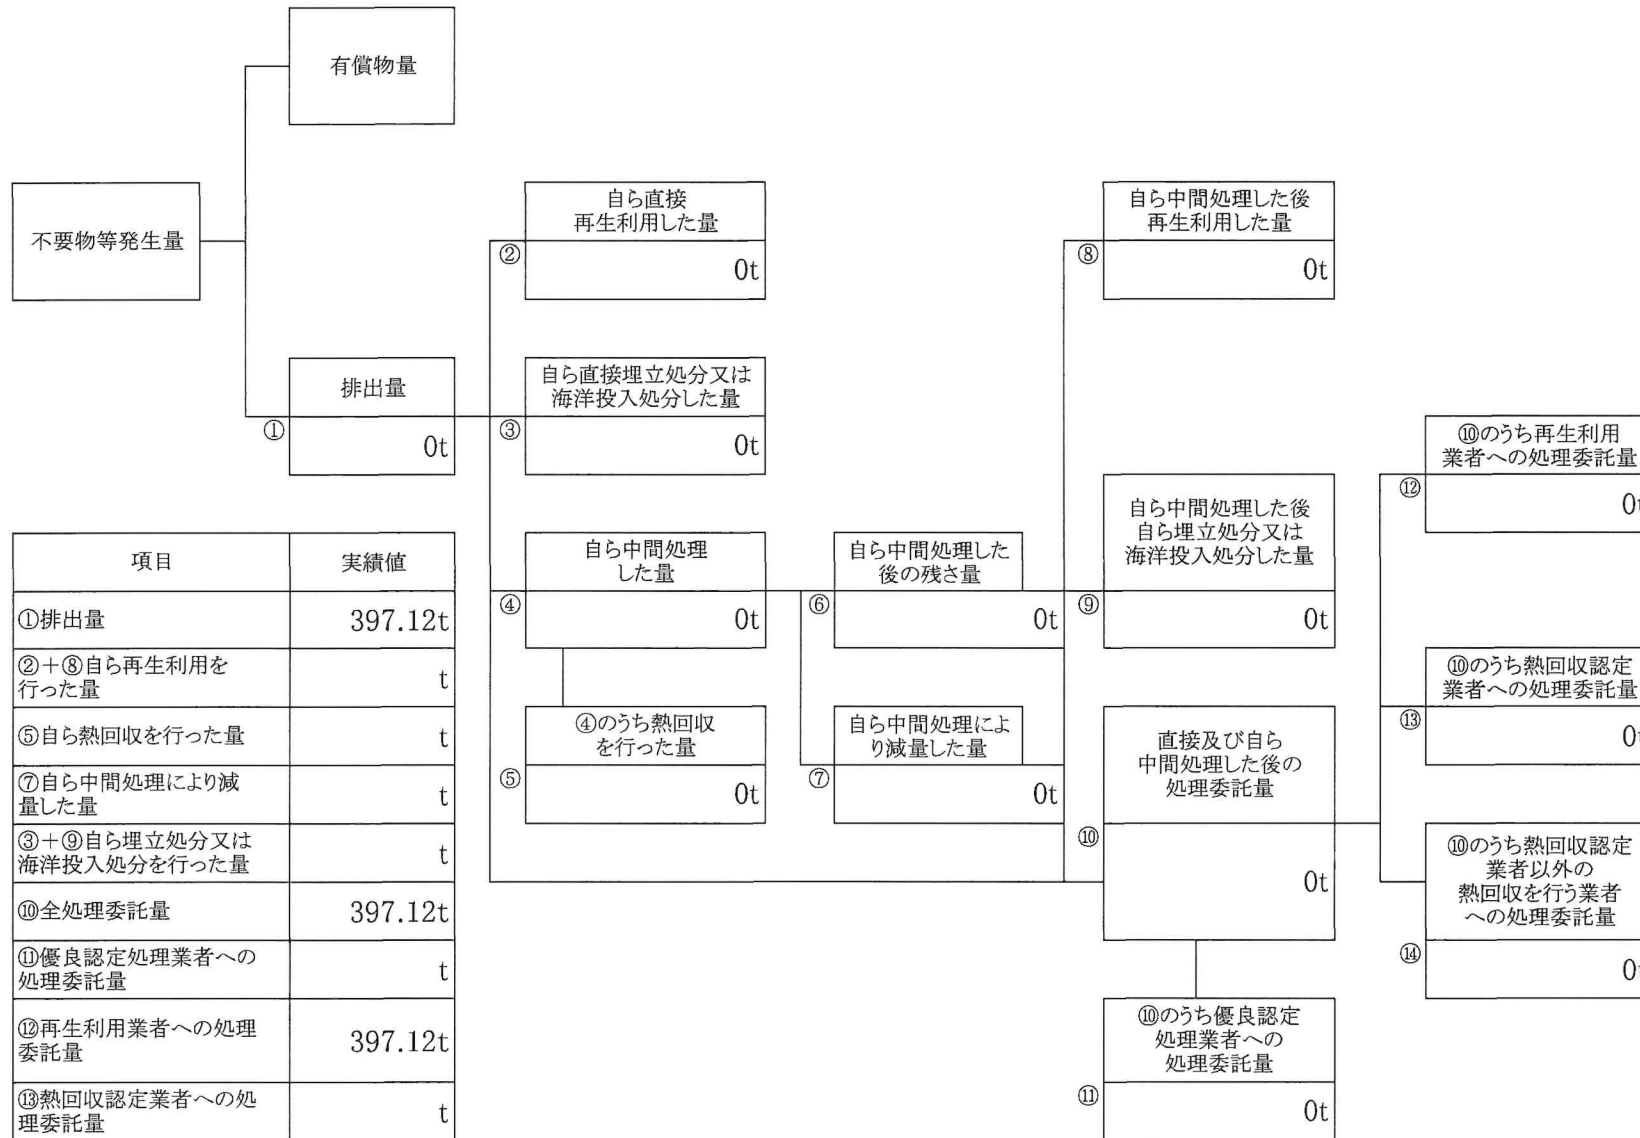 有償物量
不要物等発生量
自ら直接
再生利用した量
②
0t
自ら中間処理した後
再生利用した量
⑧
0t
排出量
①
0t
自ら直接埋立処分又は
海洋投入処分した量
③
0t
⑩のうち再生利用
業者への処理委託量
⑫
0t
自ら中間処理
した量
④
0t
自ら中間処理した
後の残さ量
⑥
0t
自ら中間処理した後
自ら埋立処分又は
海洋投入処分した量
⑨
0t
⑩のうち熱回収認定
業者への処理委託量
⑬
0t
④のうち熱回収
を行った量
⑤
0t
自ら中間処理によ
り減量した量
⑦
0t
直接及び自ら
中間処理した後の
処理委託量
⑩
0t
⑩のうち熱回収認定
業者以外の
熱回収を行う業者
への処理委託量
⑭
0t
⑩のうち優良認定
処理業者への
処理委託量
⑪
0t
項目 実績値
①排出量 397.12t
②+⑧自ら再生利用を
行った量 t
⑤自ら熱回収を行った量 t
⑦自ら中間処理により減
量した量 t
③+⑨自ら埋立処分又は
海洋投入処分を行った量 t
⑩全処理委託量 397.12t
⑪優良認定処理業者への
処理委託量 t
⑫再生利用業者への処理
委託量 397.12t
⑬熱回収認定業者への処
理委託量 t